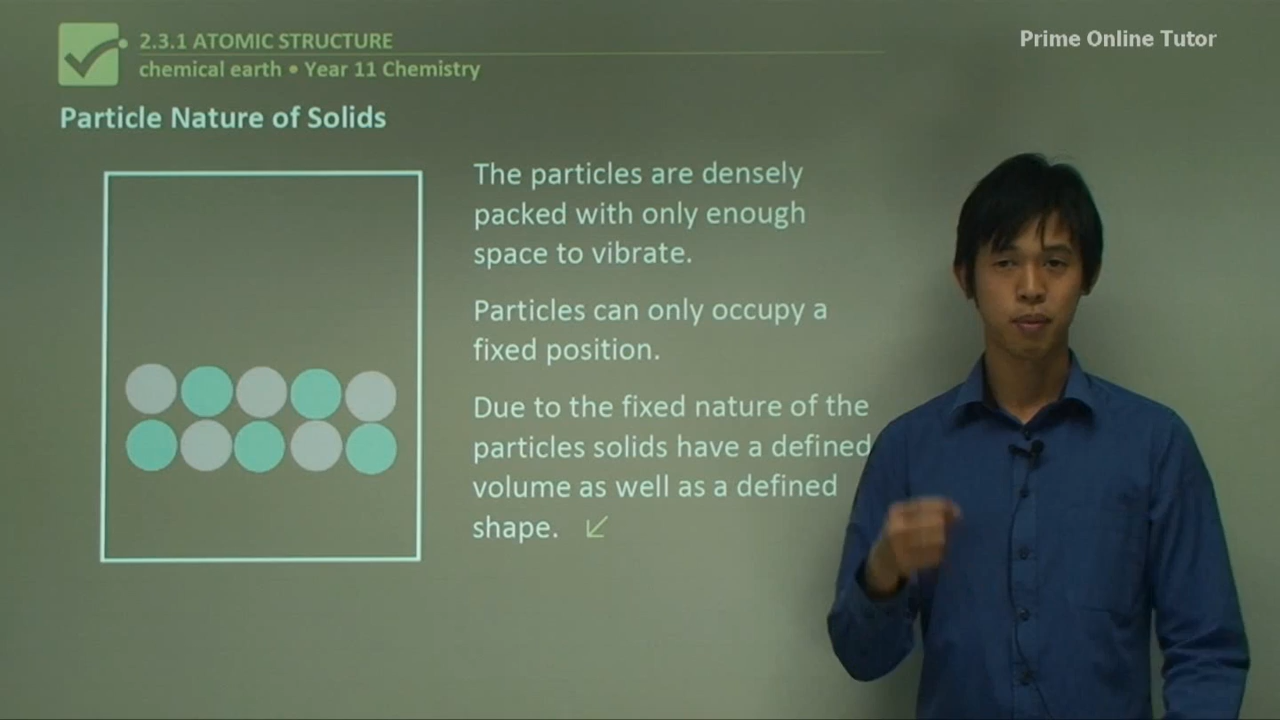 2.3.1 ATOMIC STRUCTURE
chemical earth • Year 11 Chemistry
Prime Online Tutor
Particle Nature of Solids
The particles are densely
packed with only enough
space to vibrate.
Particles can only occupy a
fixed position.
Due to the fixed nature of the
particles solids have a defined
volume as well as a defined
shape.